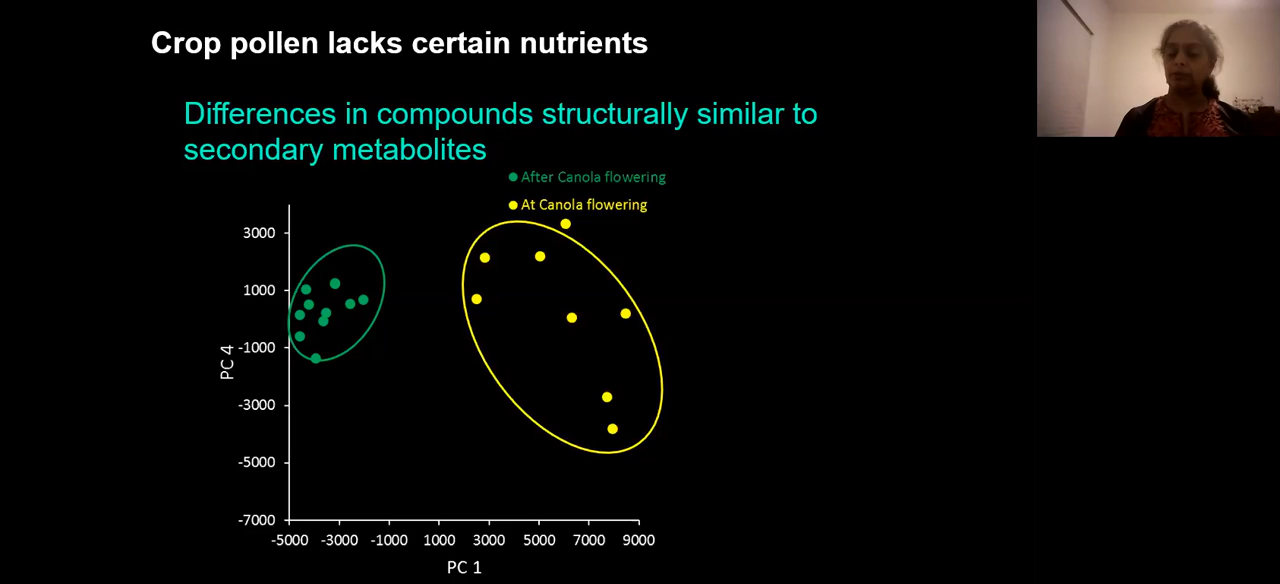 Crop pollen lacks certain nutrients
Differences in compounds structurally similar to
secondary metabolites
After Canola flowering
At Canola flowering
3000
1000
-1000
-3000
-5000
-7000
PC 4
-5000 -3000 -1000 1000 3000 5000 7000 9000
PC 1